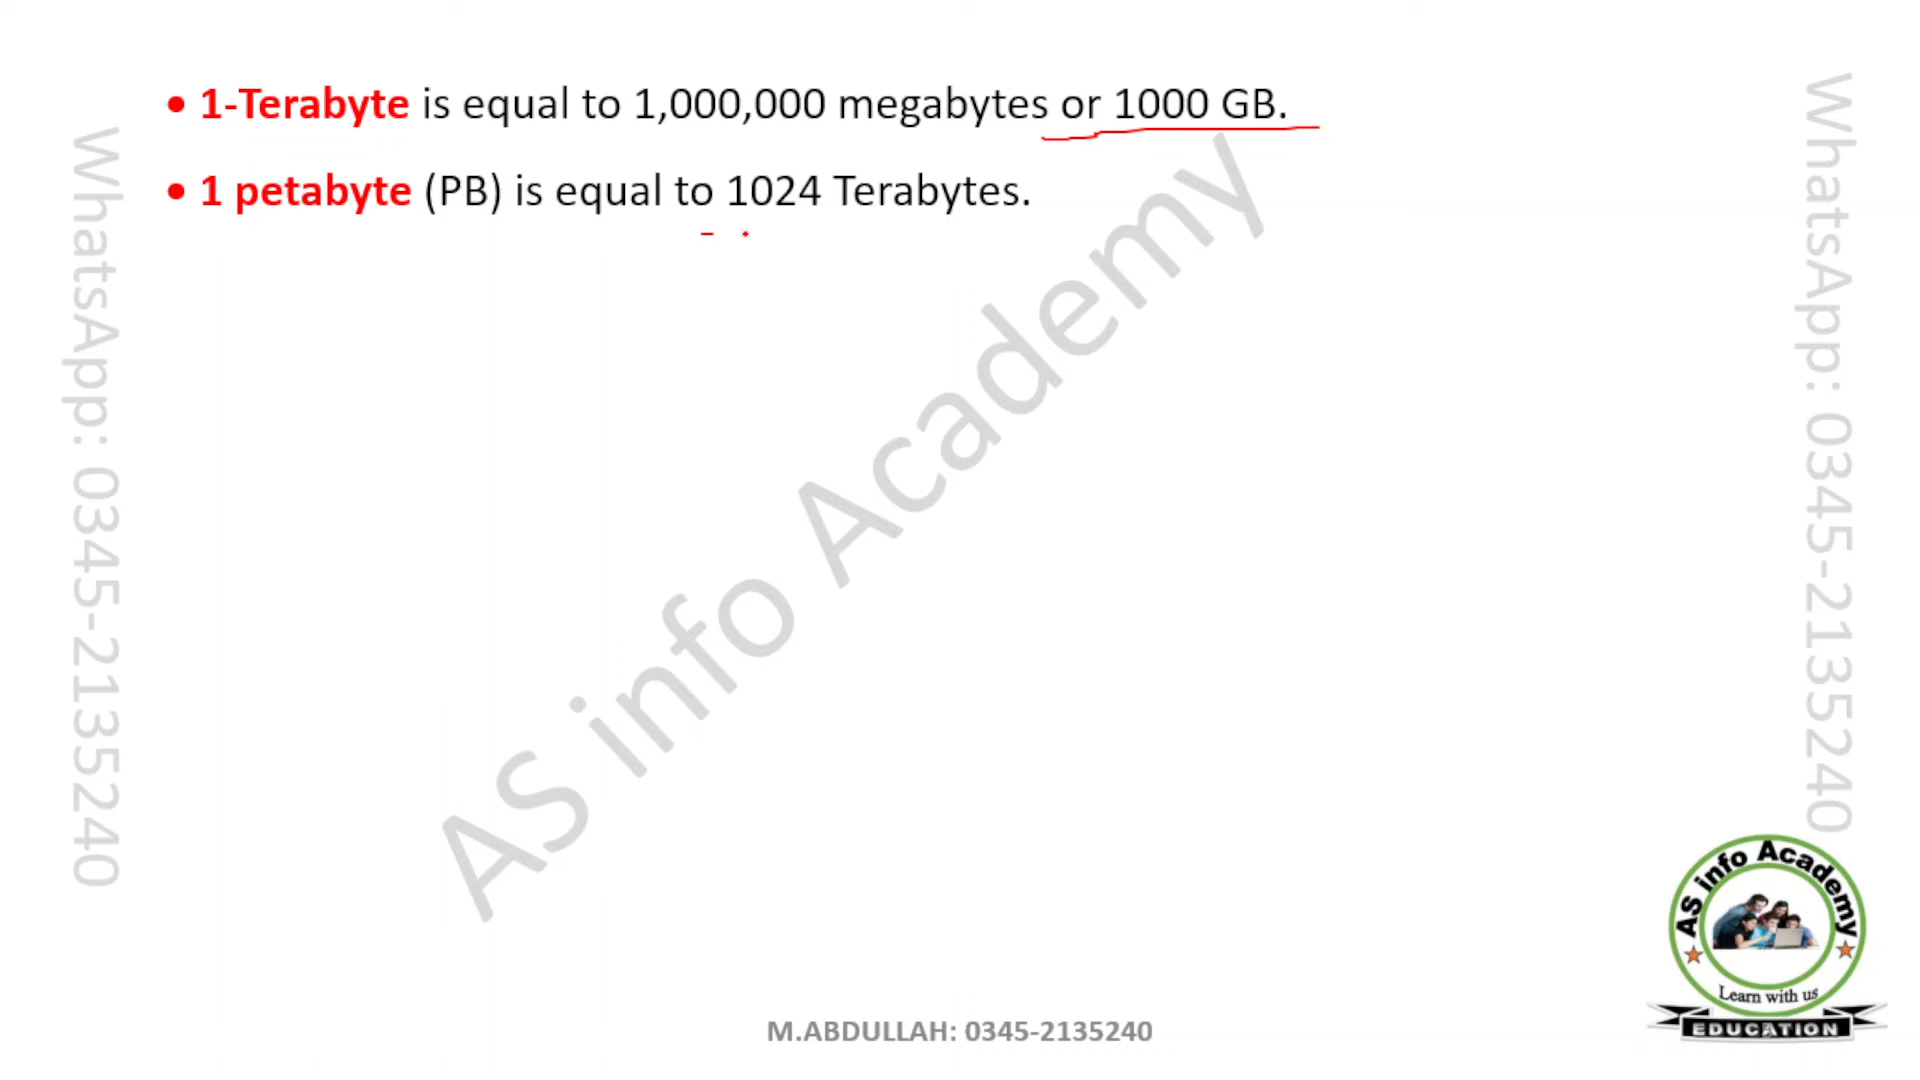 • 1-Terabyte is equal to 1,000,000 megabytes or 1000 GB.
• 1 petabyte (PB) is equal to 1024 Terabytes.
WhatsApp: 0345-2135240
AS info Academy
WhatsApp: 0345-2135240
AS info Academy
Learn with us
EDUCATION
M.ABDULLAH: 0345-2135240